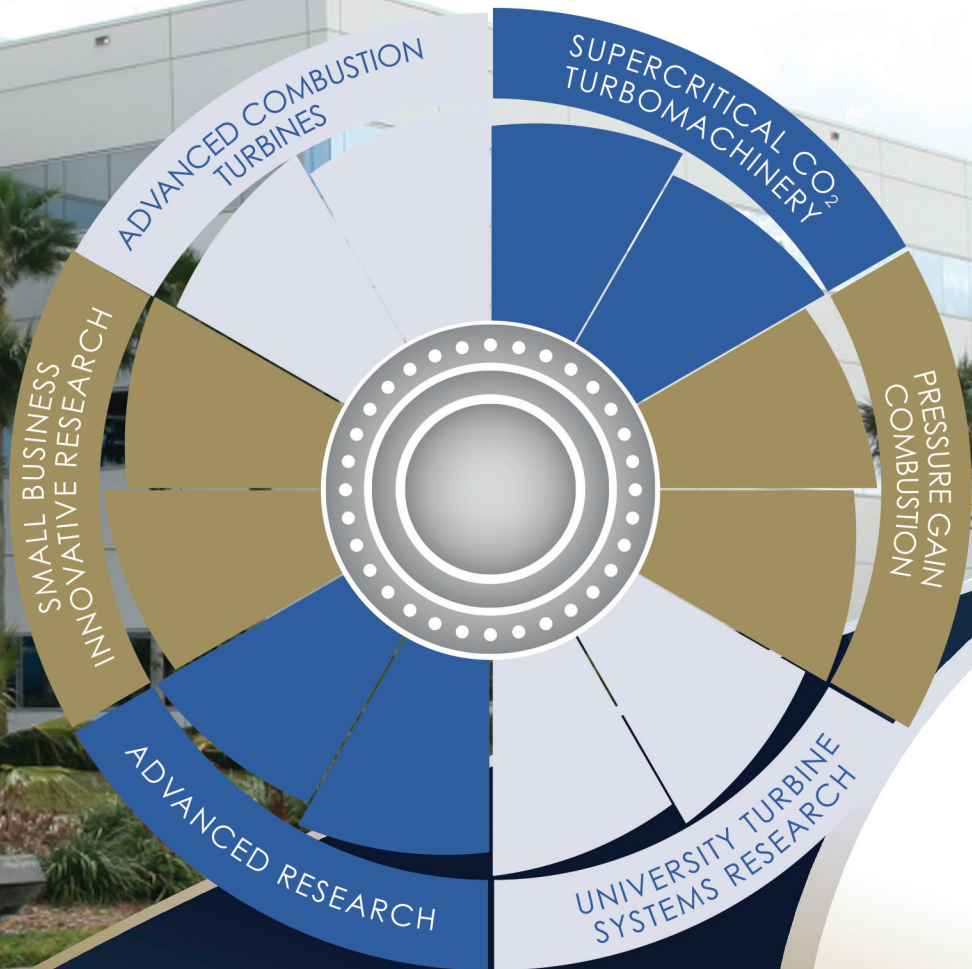 ADVANCED COMBUSTION
TURBINES
SUPERCRITICAL CO2
TURBOMACHINERY
PRESSURE GAIN
COMBUSTION
UNIVERSITY TURBINE
SYSTEMS RESEARCH
ADVANCED RESEARCH
SMALL BUSINESS
INNOVATIVE RESEARCH